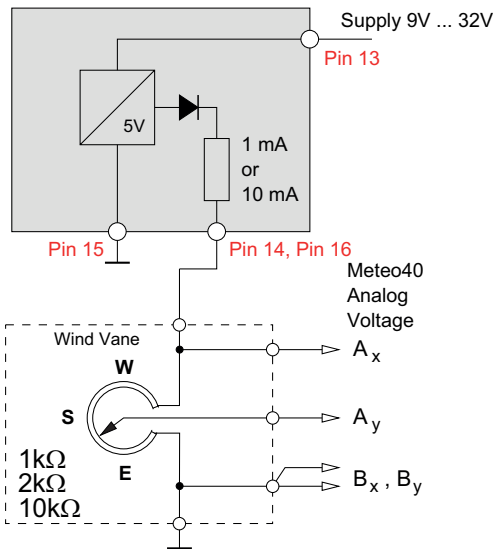 Supply 9V ... 32V
Pin 13
5V
1 mA
or
10 mA
Pin 15
Pin 14, Pin 16
Meteo40
Analog
Voltage
Wind Vane
A x
W
S
A y
E
1kΩ
2kΩ
10kΩ
B x , B y